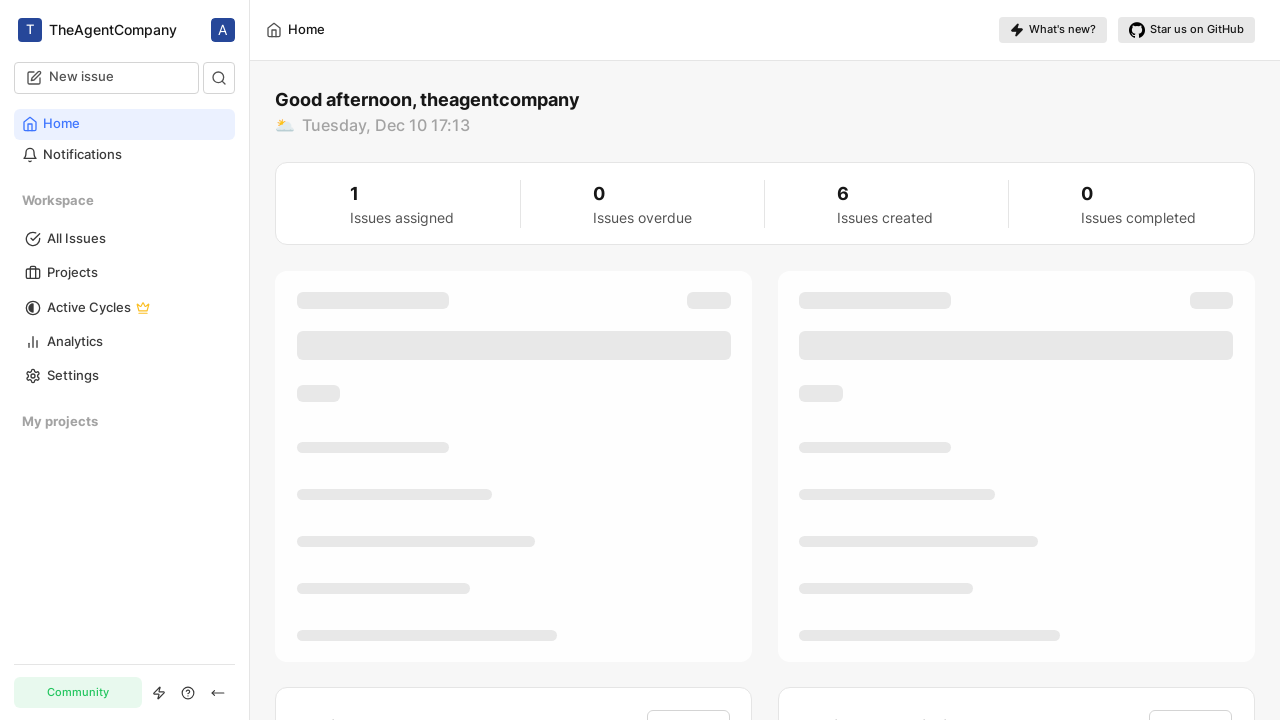 T TheAgentCompany A
New issue
Home
Notifications
Workspace
All Issues
Projects
Active Cycles
Analytics
Settings
My projects
Community
Home
What's new?
Star us on GitHub
Good afternoon, theagentcompany
Tuesday, Dec 10 17:13
1
Issues assigned
0
Issues overdue
6
Issues created
0
Issues completed